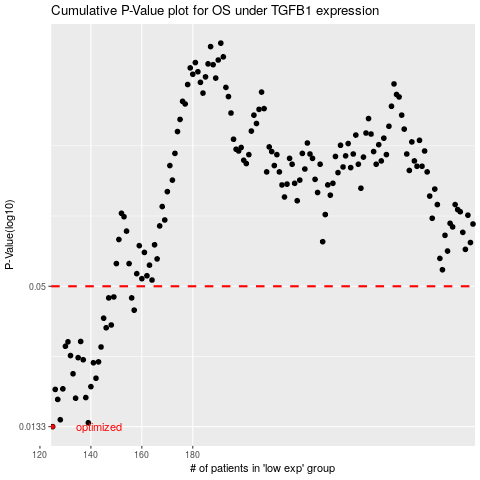 Cumulative P-Value plot for OS under TGFB1 expression
P-Value(log10)
0.05
0.0133
optimized
120 140 160 180
# of patients in 'low exp' group